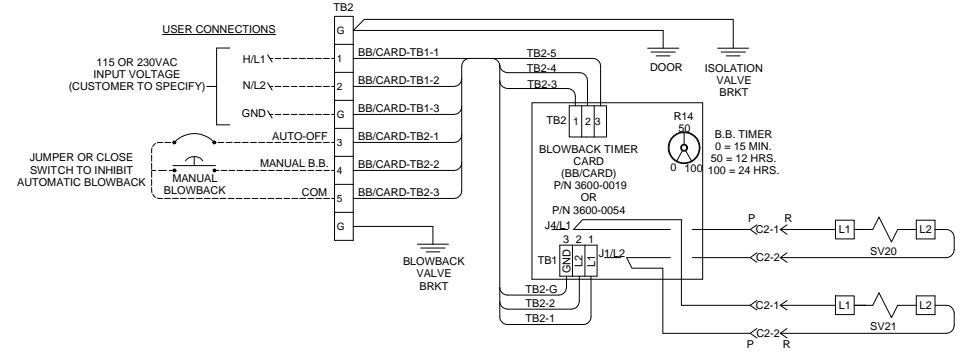 TB2
USER CONNECTIONS
G
115 OR 230VAC
INPUT VOLTAGE
(CUSTOMER TO SPECIFY)
H/L1
1
BB/CARD-TB1-1
N/L2
2
BB/CARD-TB1-2
GND
G
BB/CARD-TB1-3
AUTO-OFF
3
BB/CARD-TB2-1
MANUAL B.B.
4
BB/CARD-TB2-2
COM
5
BB/CARD-TB2-3
G
JUMPER OR CLOSE
SWITCH TO INHIBIT
AUTOMATIC BLOWBACK
MANUAL
BLOWBACK
BLOWBACK
VALVE
BRKT
DOOR
ISOLATION
VALVE
BRKT
TB2-5
TB2-4
TB2-3
TB2
1 2 3
R14
50
0 100
B.B. TIMER
0 = 15 MIN.
50 = 12 HRS.
100 = 24 HRS.
BLOWBACK TIMER
CARD
(BB/CARD)
P/N 3600-0019
OR
P/N 3600-0054
J4/L1
3 2 1
TB1
GND
L2
L1
J1/L2
TB2-G
TB2-2
TB2-1
P R
C2-1
L1
L2
SV20
C2-2
C2-1
L1
L2
SV21
C2-2
P R